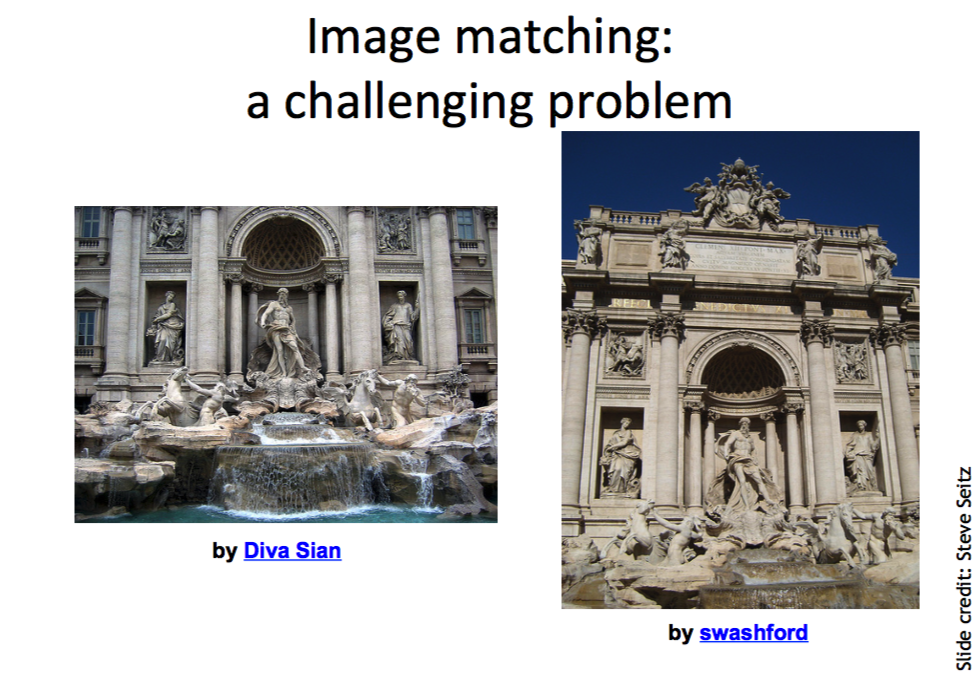 Image matching:
a challenging problem
by Diva Sian
by swashford
Slide credit: Steve Seitz